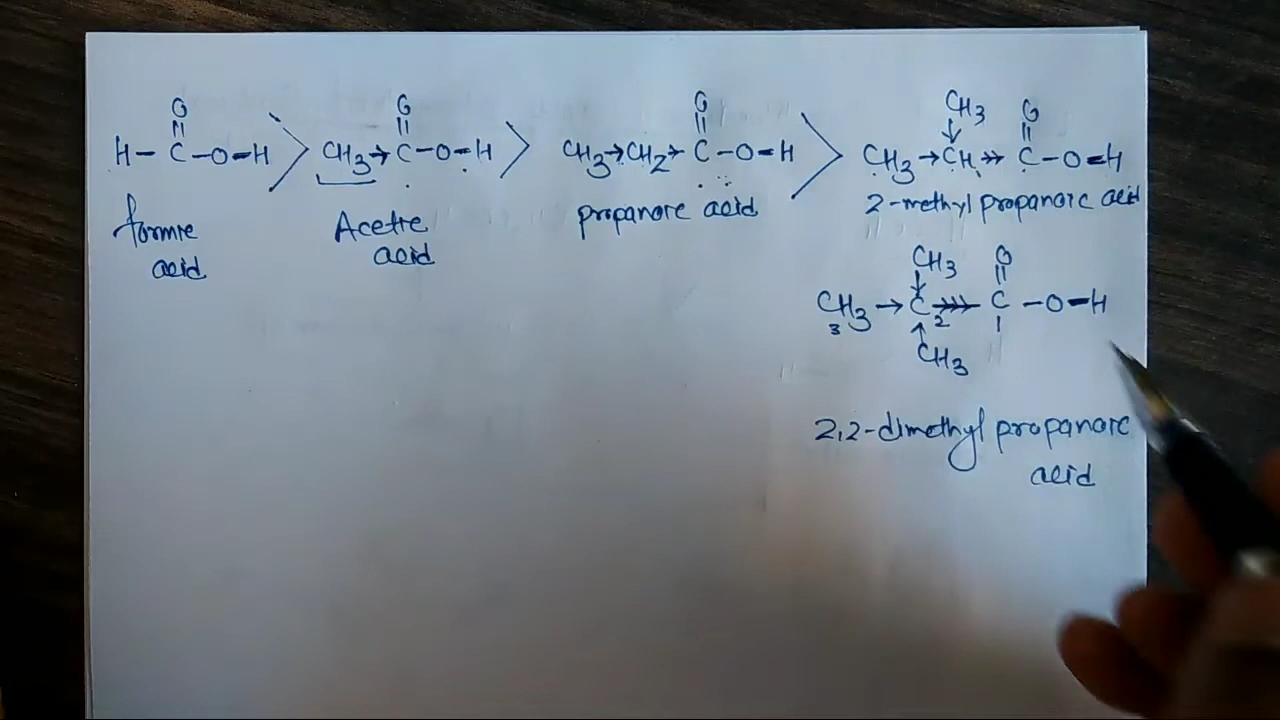 O O O CH3 O
H-C-O-H > CH3→C-O-H > CH3→CH2→C-O-H > CH3→CH→→C-O-H
formic acid
Acetic acid
propanoic acid
2-methyl propanoic acid
CH3 O
CH3→C→→→C-O-H
3 2 1
CH3
2,2-dimethyl propanoic
acid